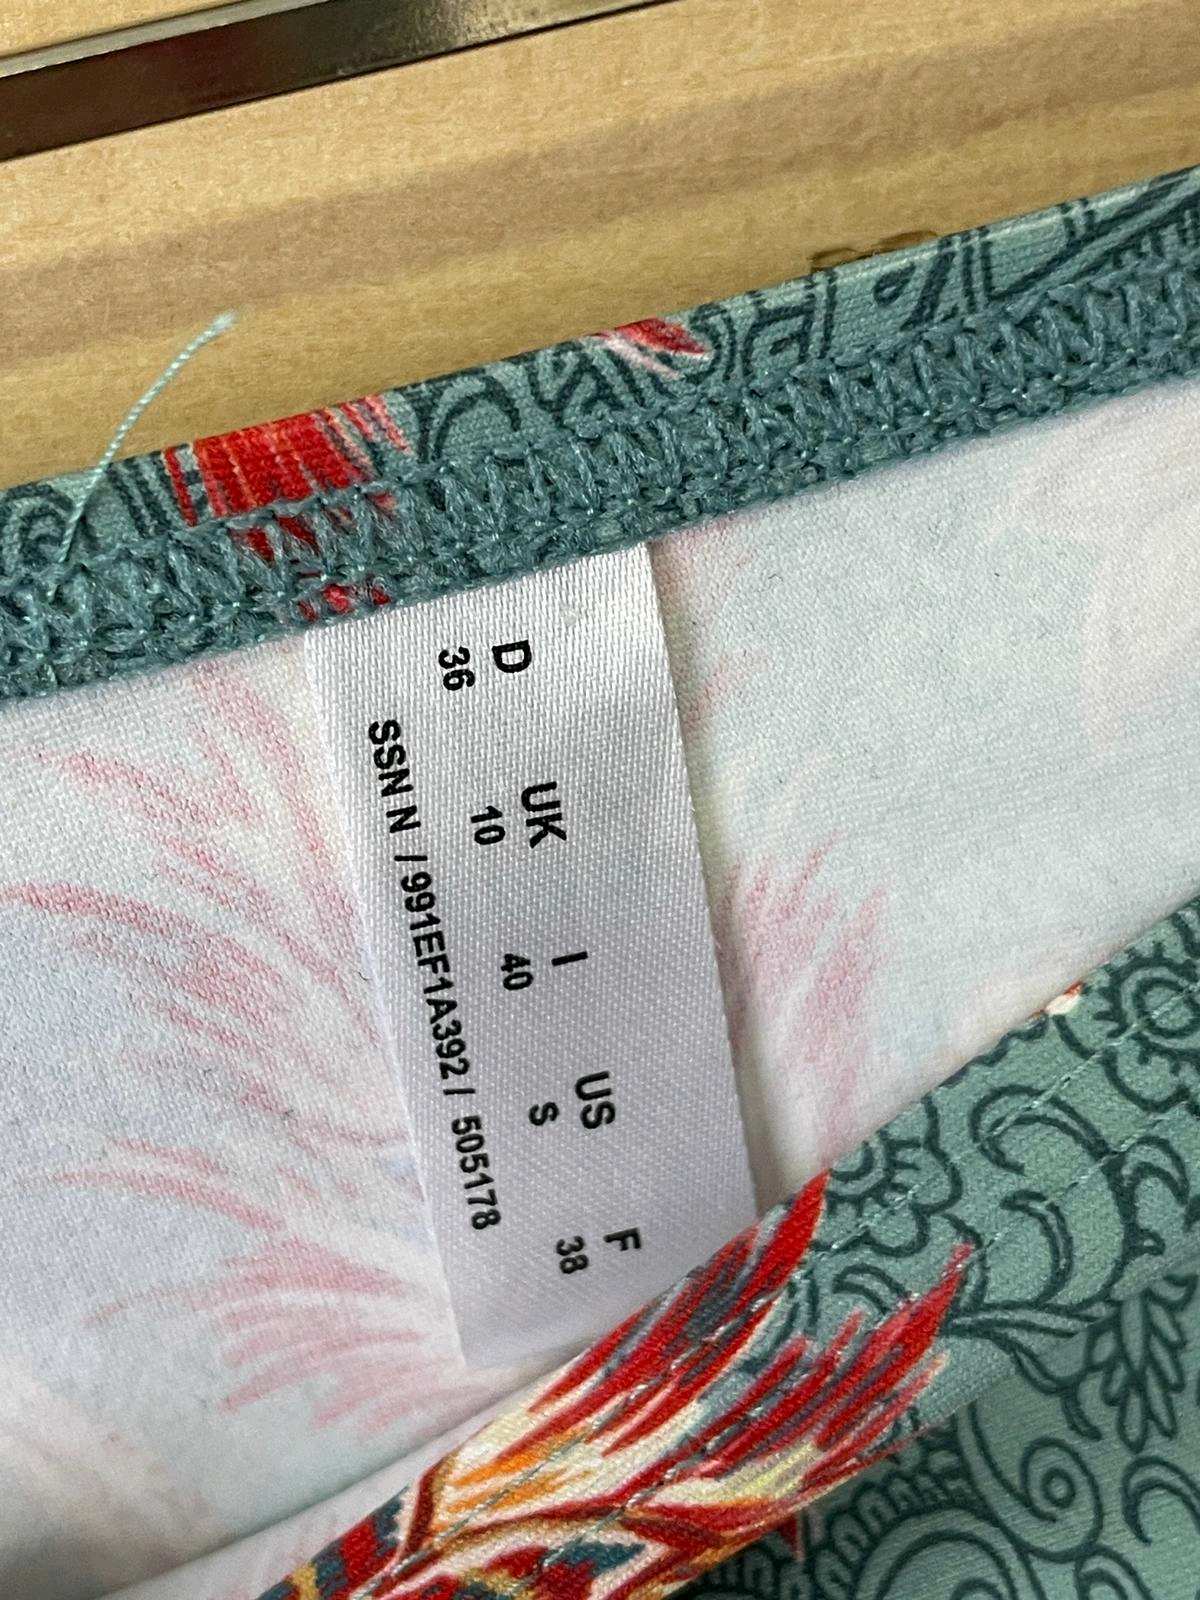 D UK I US F
36 10 40 S 38
SSN N / 991EF1A392 / 505178